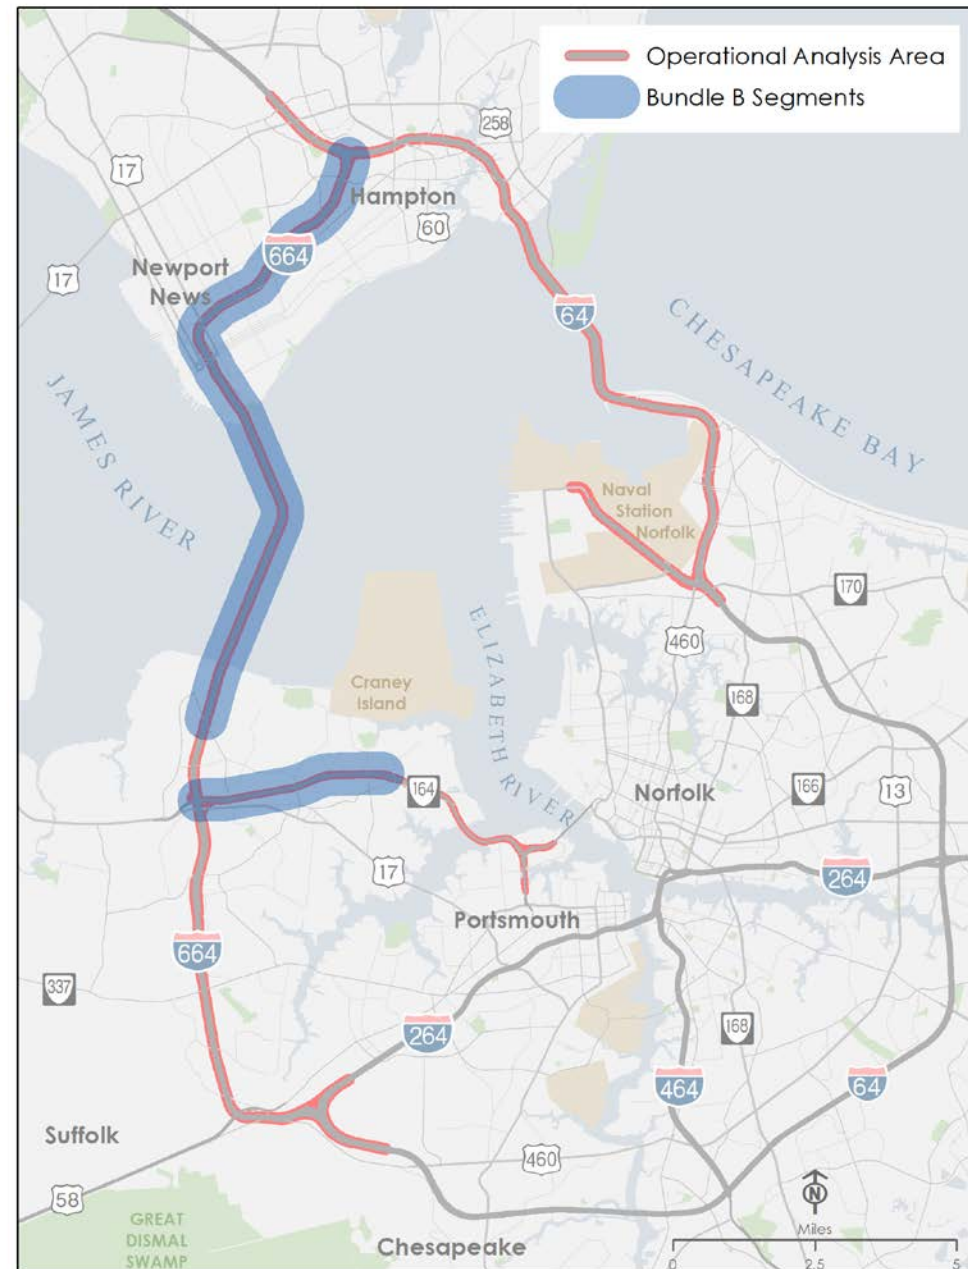 Operational Analysis Area
Bundle B Segments
258
17
Hampton
60
664
Newport
News
17
64
CHESAPEAKE BAY
JAMES RIVER
Naval
Station
Norfolk
170
ELIZABETH RIVER
460
Craney
Island
168
164
Norfolk
166
13
17
264
Portsmouth
664
337
264
168
464
64
Suffolk
460
58
N
Miles
GREAT
DISMAL
SWAMP
Chesapeake
0 2.5 5